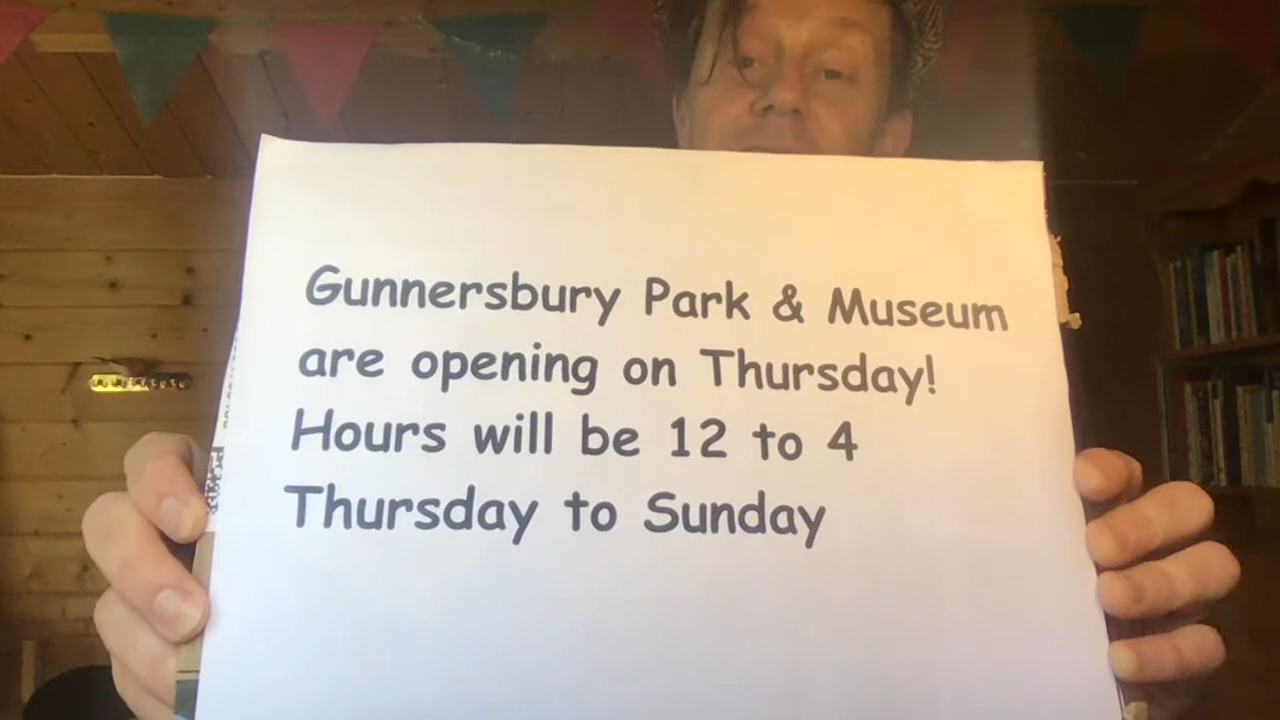 Gunnersbury Park & Museum
are opening on Thursday!
Hours will be 12 to 4
Thursday to Sunday